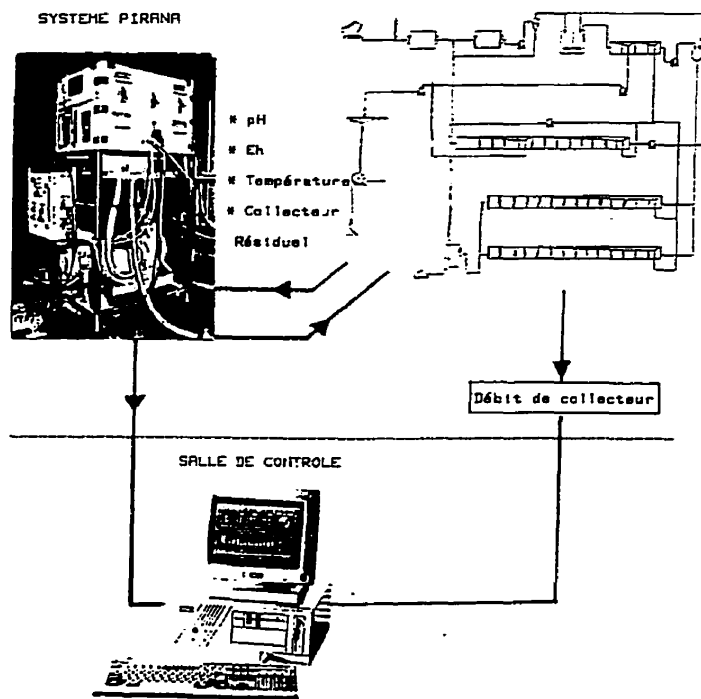 SYSTEME PIRANA
* pH
* Eh
* Température
* Collecteur
Résiduel
Débit de collecteur
SALLE DE CONTROLE